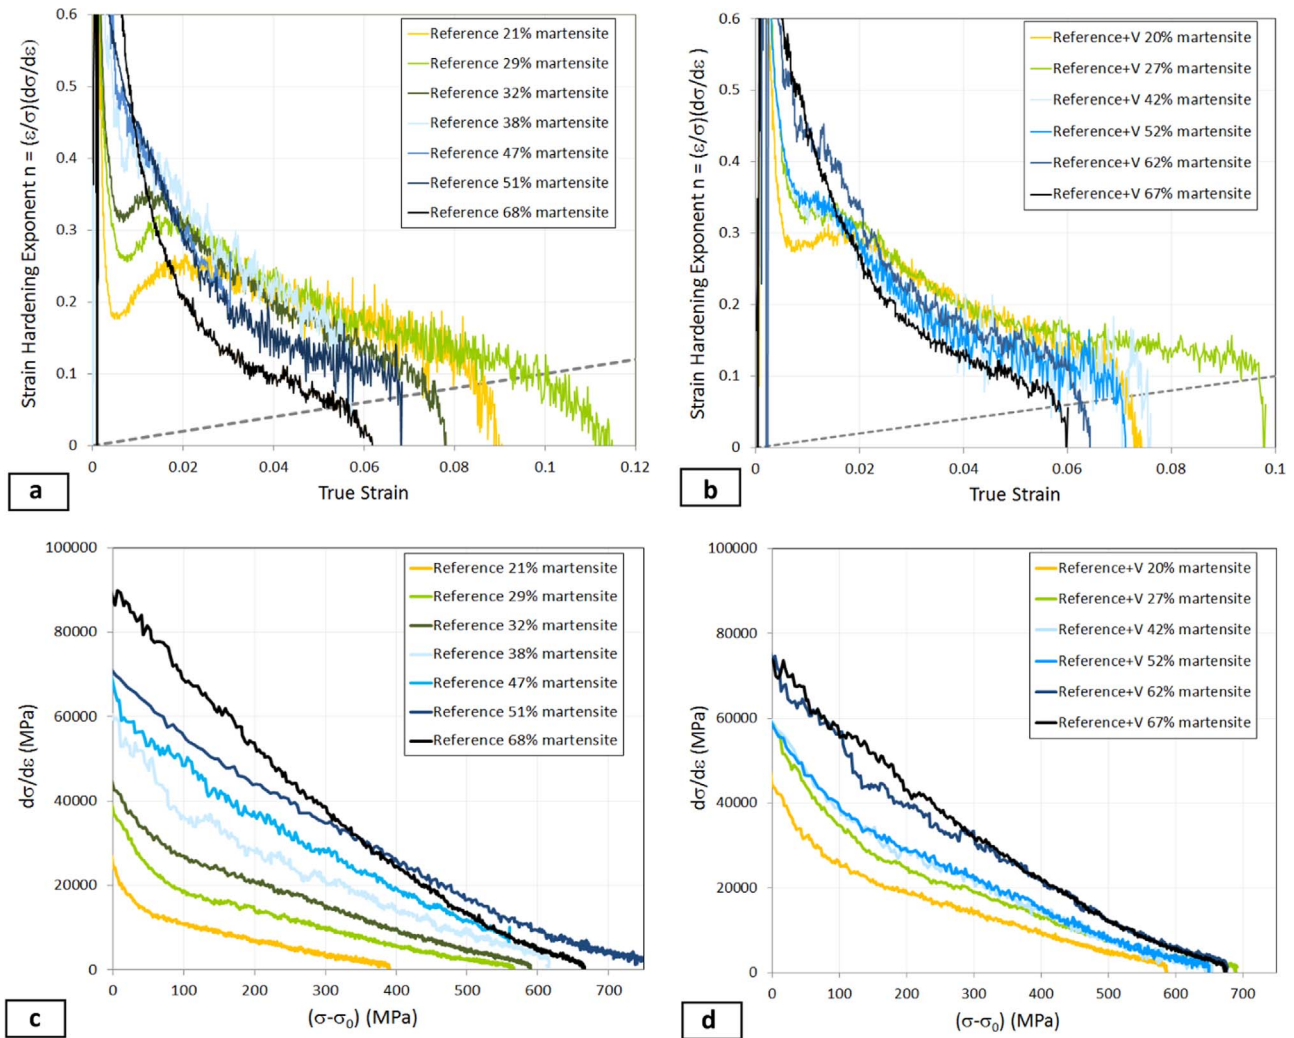 0.6
0.5
0.4
0.3
0.2
0.1
0
Strain Hardening Exponent n = (ε/σ)(dσ/dε)
Reference 21% martensite
Reference 29% martensite
Reference 32% martensite
Reference 38% martensite
Reference 47% martensite
Reference 51% martensite
Reference 68% martensite
0 0.02 0.04 0.06 0.08 0.1 0.12
True Strain
a
0.6
0.5
0.4
0.3
0.2
0.1
0
Strain Hardening Exponent n = (ε/σ)(dσ/dε )
Reference+V 20% martensite
Reference+V 27% martensite
Reference+V 42% martensite
Reference+V 52% martensite
Reference+V 62% martensite
Reference+V 67% martensite
0 0.02 0.04 0.06 0.08 0.1
True Strain
b
100000
80000
60000
40000
20000
0
dσ/dε (MPa)
Reference 21% martensite
Reference 29% martensite
Reference 32% martensite
Reference 38% martensite
Reference 47% martensite
Reference 51% martensite
Reference 68% martensite
0 100 200 300 400 500 600 700
(σ-σ₀) (MPa)
c
100000
80000
60000
40000
20000
0
dσ/dε (MPa)
Reference+V 20% martensite
Reference+V 27% martensite
Reference+V 42% martensite
Reference+V 52% martensite
Reference+V 62% martensite
Reference+V 67% martensite
0 100 200 300 400 500 600 700
(σ-σ₀) (MPa)
d